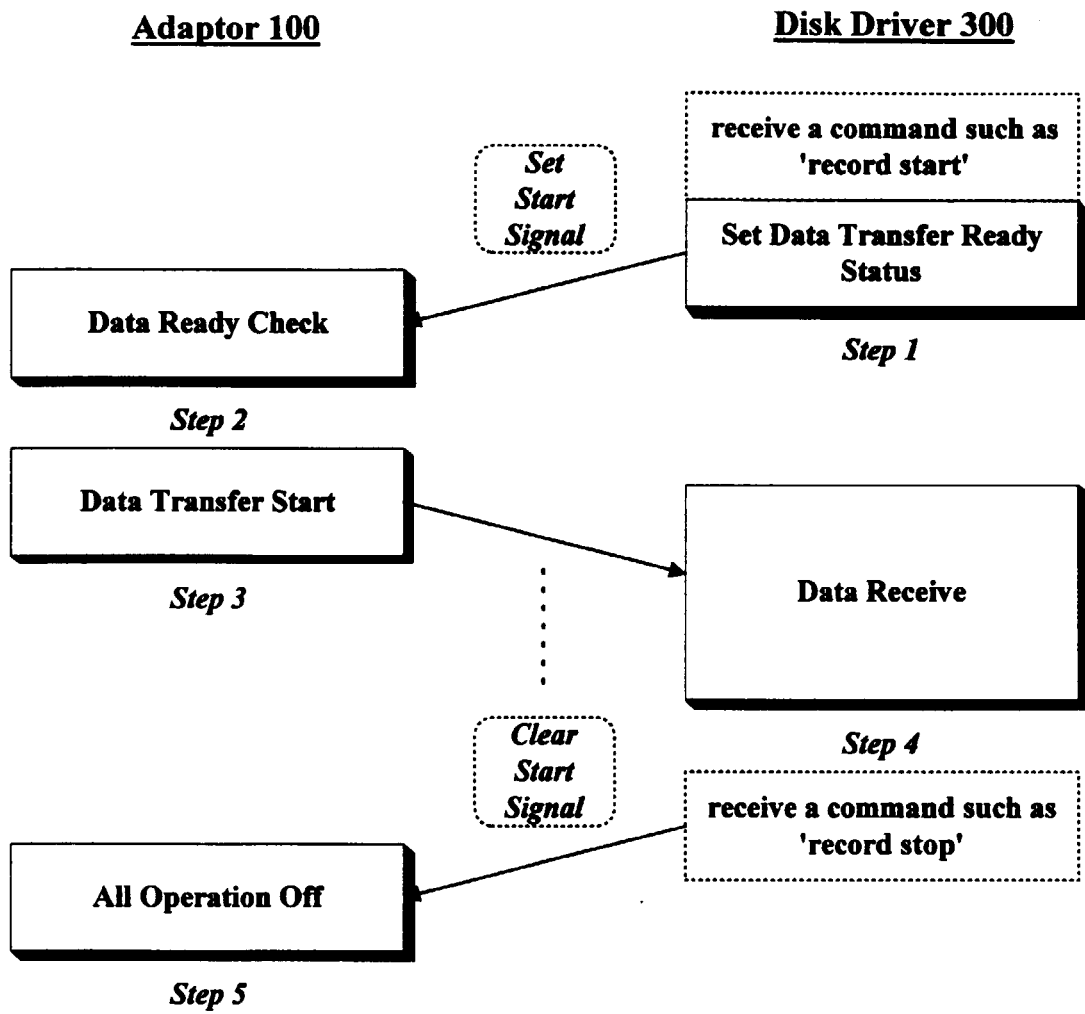 Adaptor 100
Disk Driver 300
receive a command such as
'record start'
Set
Start
Signal
Set Data Transfer Ready
Status
Data Ready Check
Step 1
Step 2
Data Transfer Start
Data Receive
Step 3
Clear
Start
Signal
Step 4
receive a command such as
'record stop'
All Operation Off
Step 5